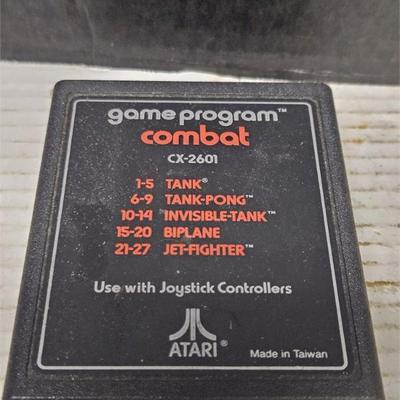 game program™
combat
CX-2601
1-5 TANK®
6-9 TANK-PONG™
10-14 INVISIBLE-TANK™
15-20 BIPLANE
21-27 JET-FIGHTER™
Use with Joystick Controllers
ATARI®
Made in Taiwan